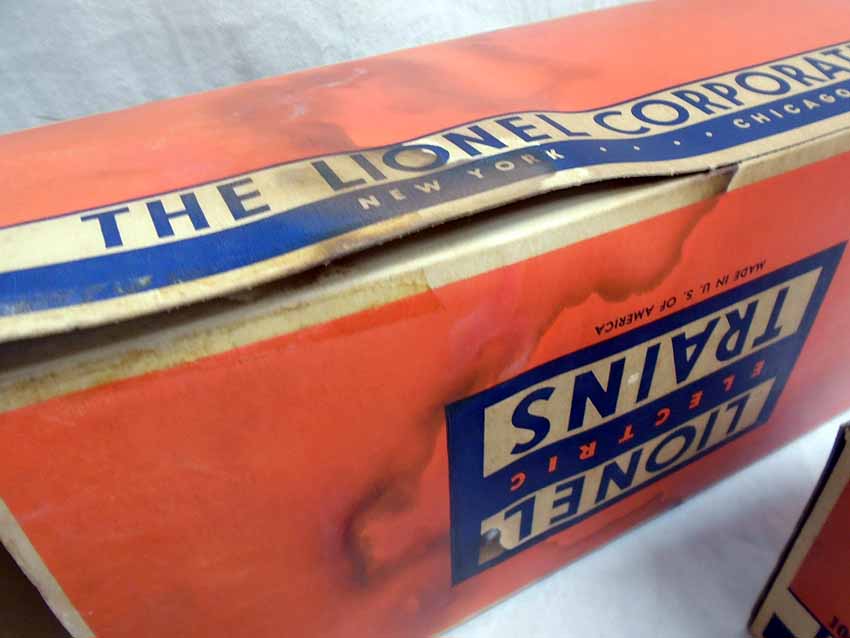 THE LIONEL CORPORAT
NEW YORK .... CHICAGO
MADE IN U. S. OF AMERICA
LIONEL
ELECTRIC
TRAINS